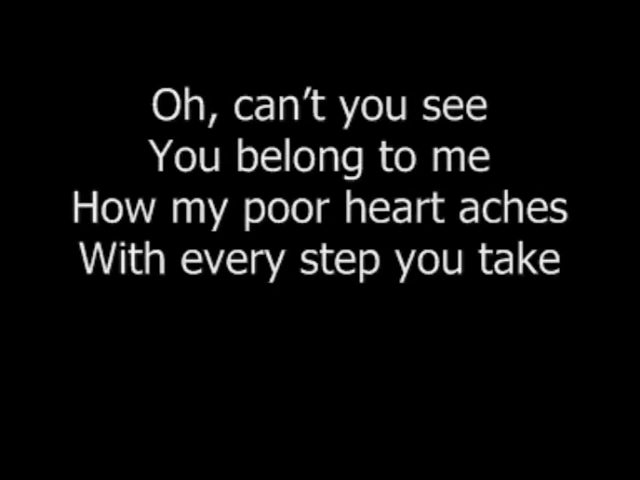 Oh, can’t you see
You belong to me
How my poor heart aches
With every step you take